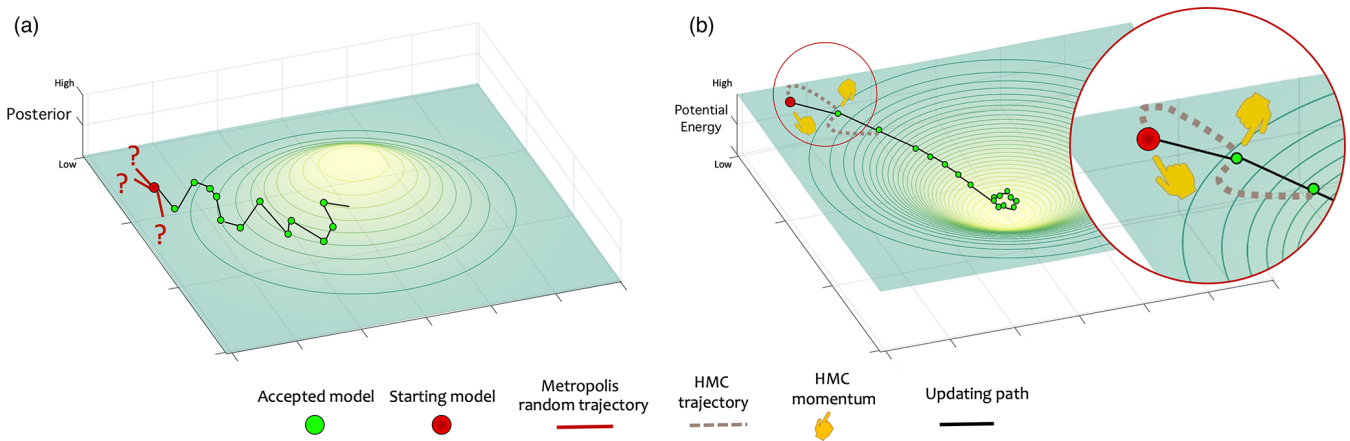 (a)
High
Posterior
Low
?
?
?
(b)
High
Potential
Energy
Low
Accepted model
Starting model
Metropolis
random trajectory
HMC
trajectory
HMC
momentum
Updating path